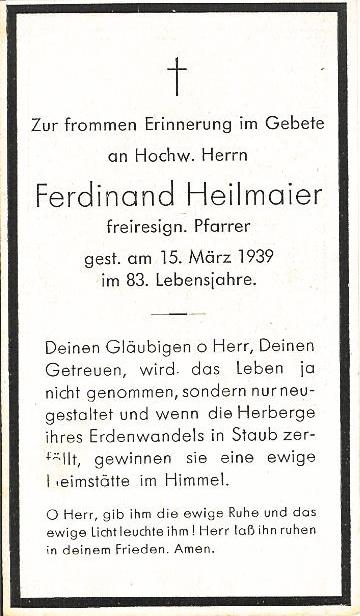 Zur frommen Erinnerung im Gebete
an Hochw. Herrn
Ferdinand Heilmaier
freiresign. Pfarrer
gest. am 15. März 1939
im 83. Lebensjahre.
Deinen Gläubigen o Herr, Deinen
Getreuen, wird das Leben ja
nicht genommen, sondern nur neu-
gestaltet und wenn die Herberge
ihres Erdenwandels in Staub zer-
fällt, gewinnen sie eine ewige
Heimstätte im Himmel.
O Herr, gib ihm die ewige Ruhe und das
ewige Licht leuchte ihm! Herr laß ihn ruhen
in deinem Frieden. Amen.